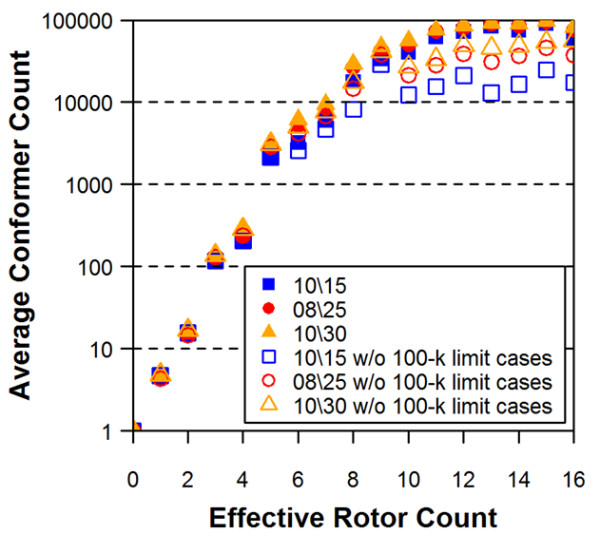 100000
10000
1000
100
10
1
Average Conformer Count
10\15
08\25
10\30
10\15 w/o 100-k limit cases
08\25 w/o 100-k limit cases
10\30 w/o 100-k limit cases
0 2 4 6 8 10 12 14 16
Effective Rotor Count